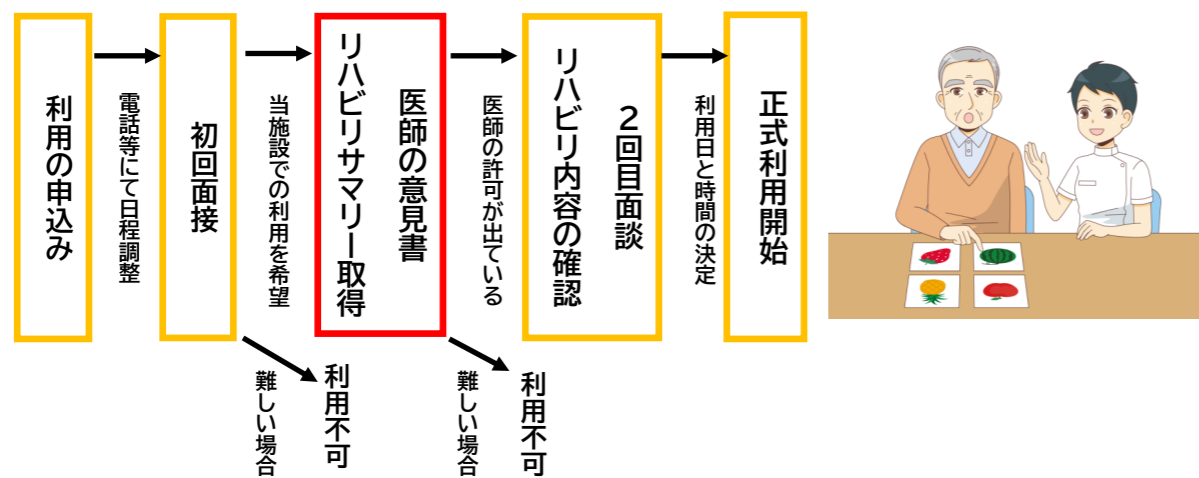 利用の申込み
電話等にて日程調整
初回面接
当施設での利用を希望
難しい場合
利用不可
医師の意見書
リハビリサマリー取得
医師の許可が出ている
難しい場合
利用不可
2回目面談
リハビリ内容の確認
利用日と時間の決定
正式利用開始